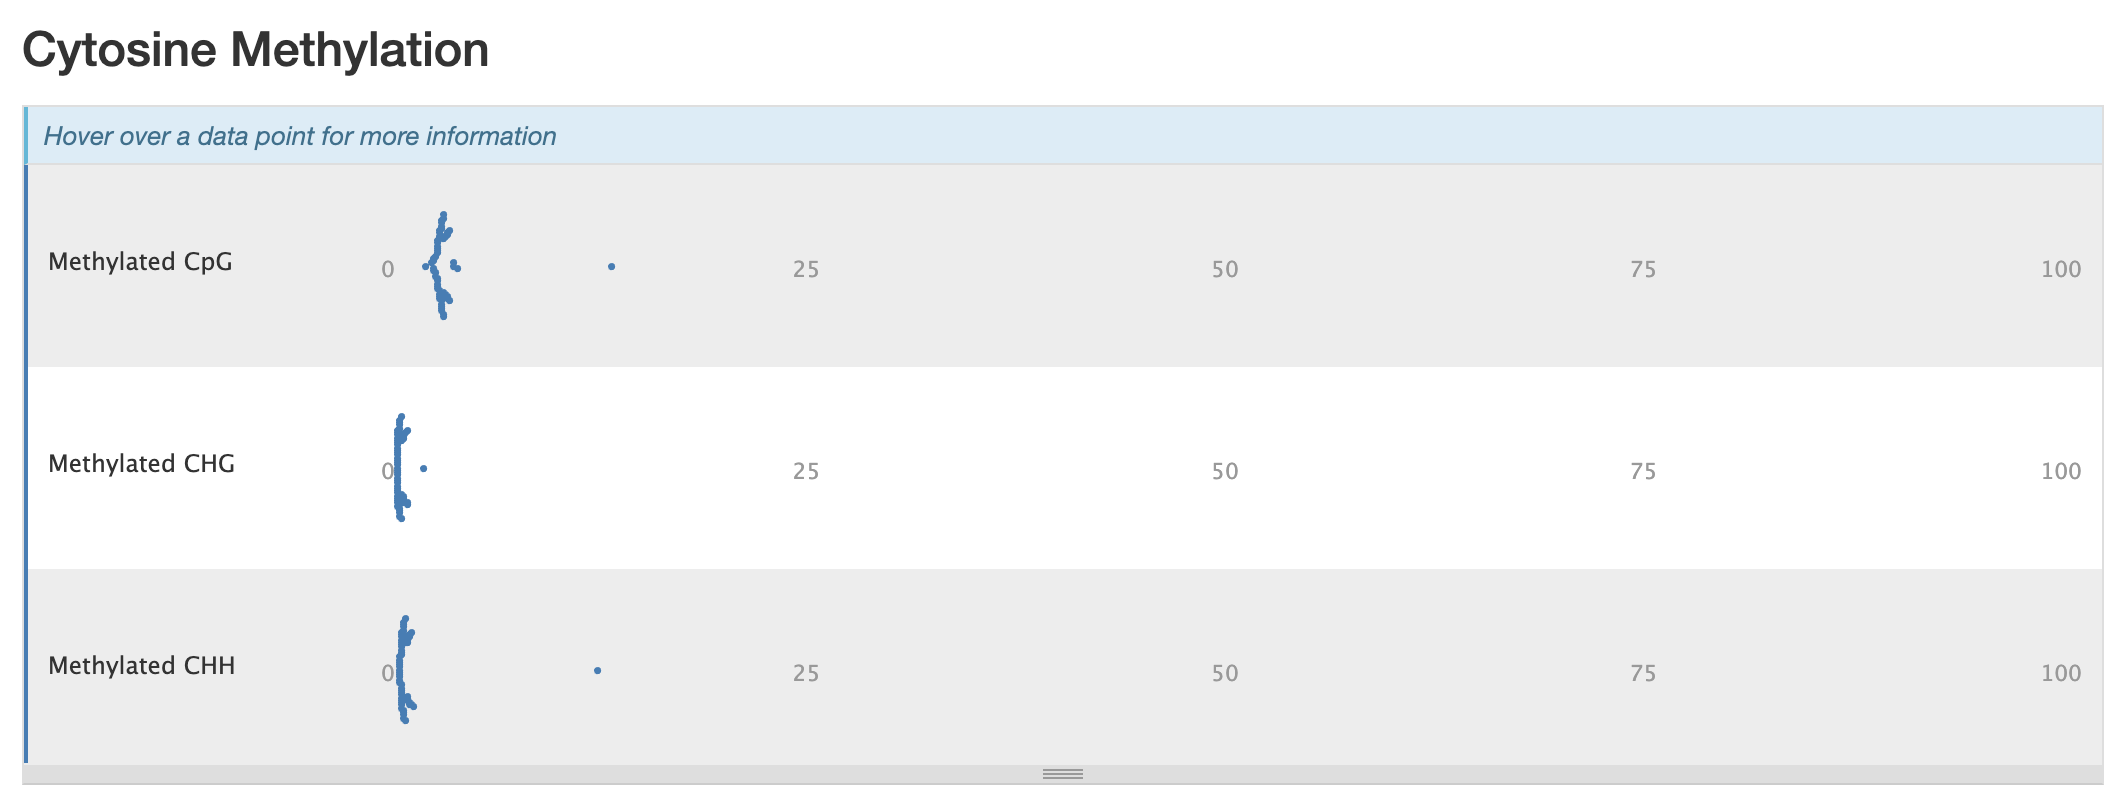 Cytosine Methylation
Hover over a data point for more information
Methylated CpG 0 25 50 75 100
Methylated CHG 0 25 50 75 100
Methylated CHH 0 25 50 75 100